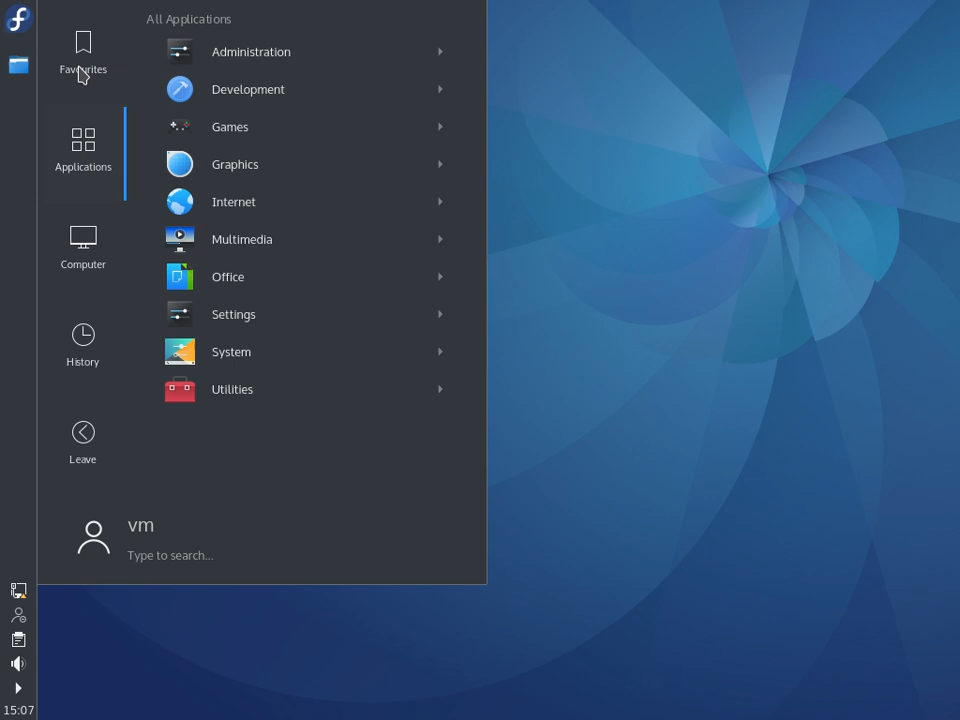 All Applications
Favourites
Applications
Computer
History
Leave
Administration
Development
Games
Graphics
Internet
Multimedia
Office
Settings
System
Utilities
vm
Type to search...
15:07